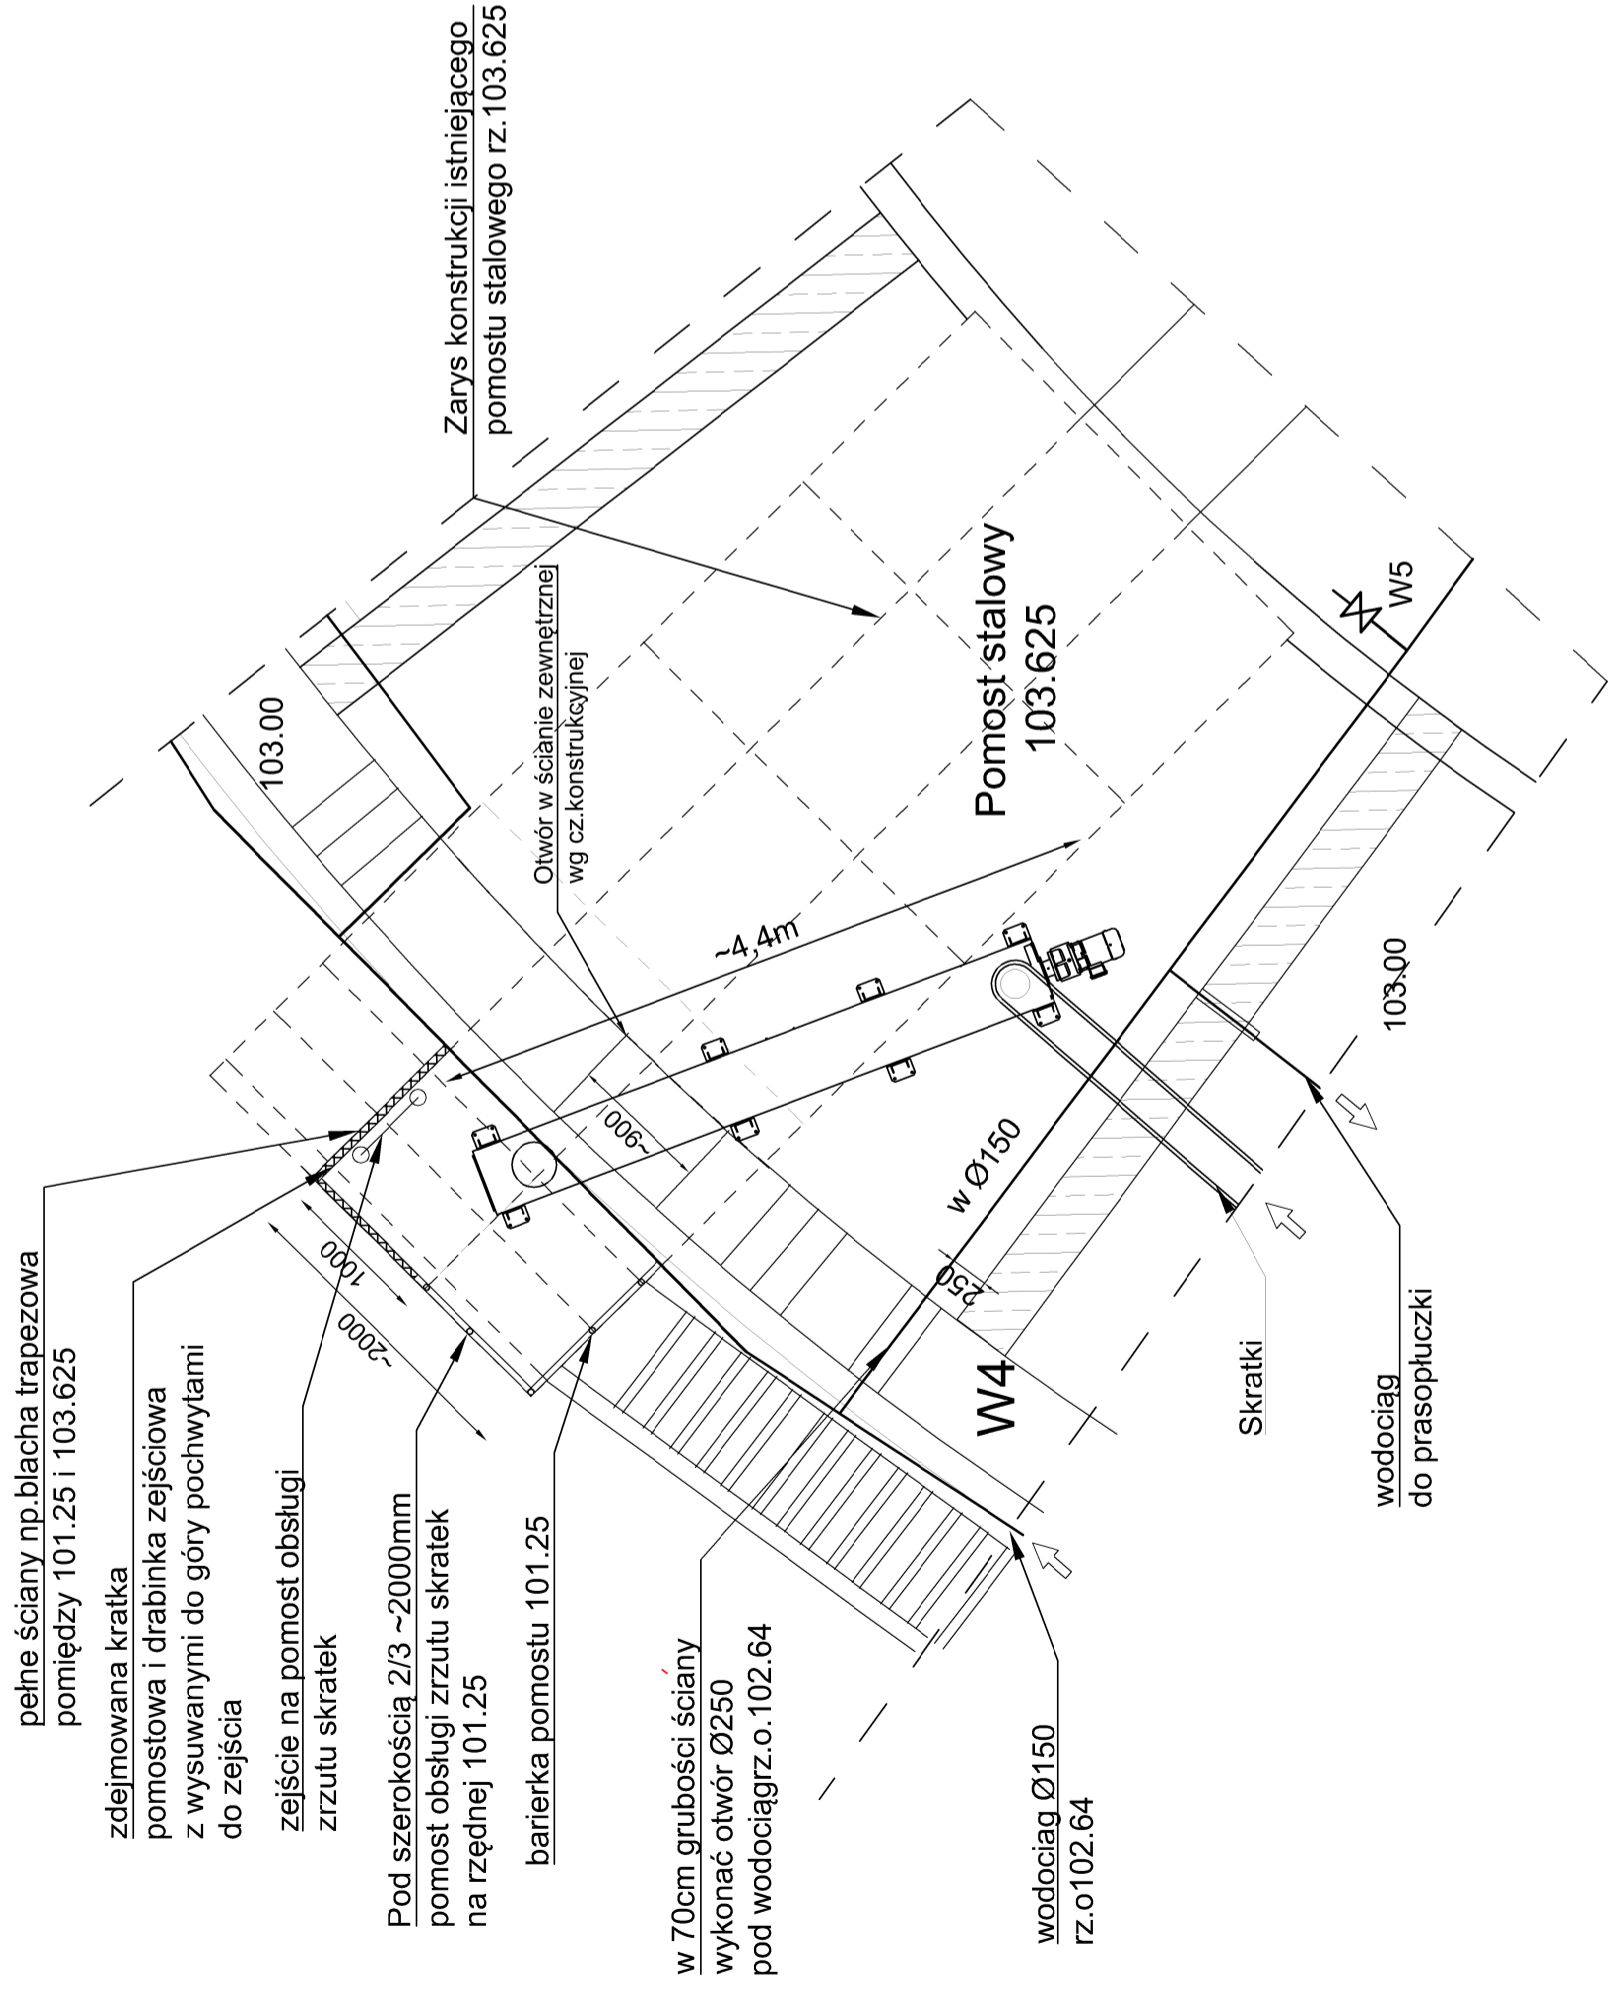 pełne ściany np.blacha trapezowa
pomiędzy 101.25 i 103.625
zdejmowana kratka
pomostowa i drabinka zejściowa
z wysuwanymi do góry pochwytami
do zejścia
zejście na pomost obsługi
zrzutu skratek
Pod szerokością 2/3 ~2000mm
pomost obsługi zrzutu skratek
na rzędnej 101.25
barierka pomostu 101.25
w 70cm grubości ściany
wykonać otwór Ø250
pod wodociągrz.o.102.64
wodociąg Ø150
rz.o102.64
Zarys konstrukcji istniejącego
pomostu stalowego rz.103.625
Otwór w ścianie zewnętrznej
wg cz.konstrukcyjnej
103.00
1000
~2000
~900
~4,4m
Pomost stalowy
103.625
w Ø150
250
W4
W5
103.00
Skratki
wodociąg
do prasopłuczki